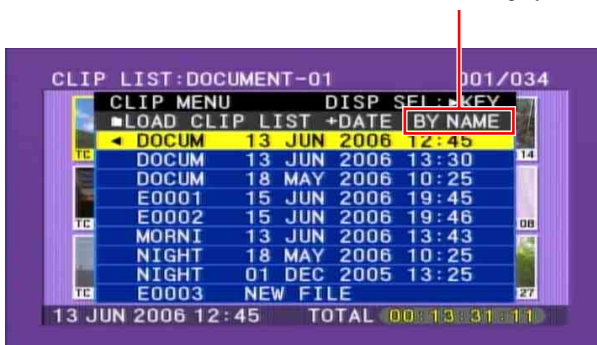 CLIP LIST:DOCUMENT-01 001/034
CLIP MENU DISP SEL:►KEY
LOAD CLIP LIST +DATE BY NAME
◄ DOCUM 13 JUN 2006 12:45
DOCUM 13 JUN 2006 13:30
DOCUM 18 MAY 2006 10:25
E0001 15 JUN 2006 19:45
E0002 15 JUN 2006 19:46
MORNI 13 JUN 2006 13:43
NIGHT 18 MAY 2006 10:25
NIGHT 01 DEC 2005 13:25
E0003 NEW FILE
TC 14
TC 08
TC 27
13 JUN 2006 12:45 TOTAL 00:13:31:11